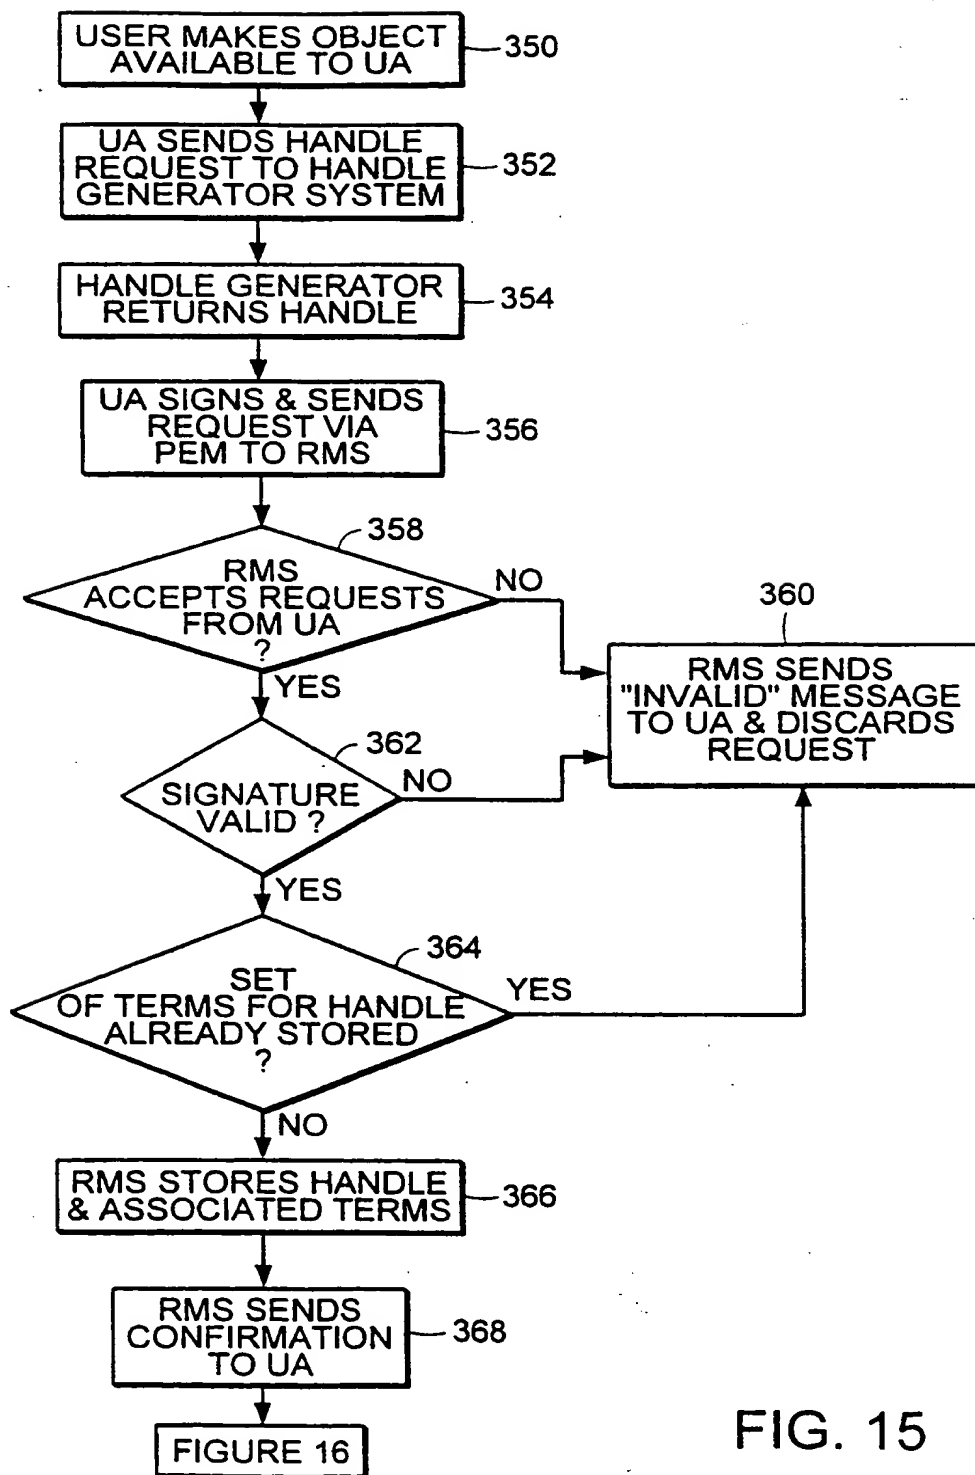 USER MAKES OBJECT
AVAILABLE TO UA
350
UA SENDS HANDLE
REQUEST TO HANDLE
GENERATOR SYSTEM
352
HANDLE GENERATOR
RETURNS HANDLE
354
UA SIGNS & SENDS
REQUEST VIA
PEM TO RMS
356
358
RMS
ACCEPTS REQUESTS
FROM UA
?
NO
YES
360
RMS SENDS
"INVALID" MESSAGE
TO UA & DISCARDS
REQUEST
362
SIGNATURE
VALID ?
NO
YES
364
SET
OF TERMS FOR HANDLE
ALREADY STORED
?
YES
NO
RMS STORES HANDLE
& ASSOCIATED TERMS
366
RMS SENDS
CONFIRMATION
TO UA
368
FIGURE 16
FIG. 15